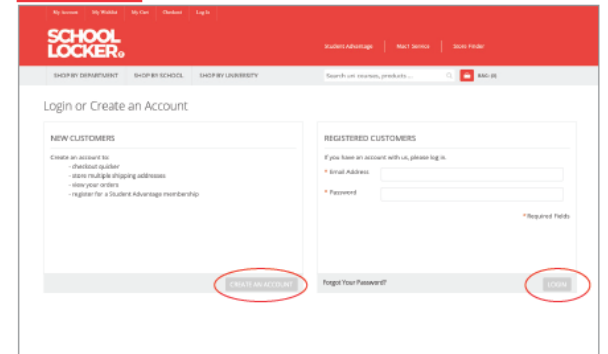 My Account My Wishlist My Cart Checkout Log In
SCHOOL
LOCKER
Student Advantage Mac1 Service Store Finder
SHOP BY DEPARTMENT SHOP BY SCHOOL SHOP BY UNIVERSITY Search uni courses, products... BAG: (0)
Login or Create an Account
NEW CUSTOMERS
Create an account to:
- checkout quicker
- store multiple shipping addresses
- view your orders
- register for a Student Advantage membership
CREATE AN ACCOUNT
REGISTERED CUSTOMERS
If you have an account with us, please log in.
* Email Address
* Password
* Required Fields
Forgot Your Password?
LOGIN